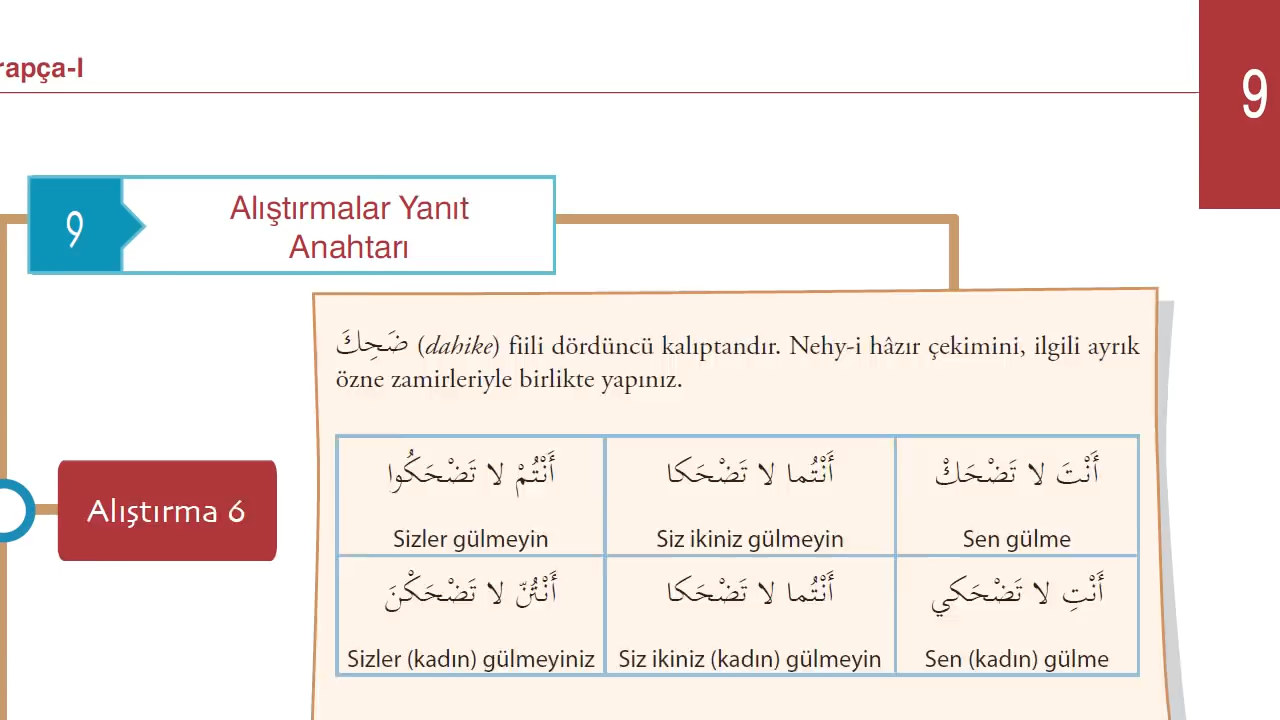 rapça-I
9
9
Alıştırmalar Yanıt
Anahtarı
ضَحِكَ (dahike) fiili dördüncü kalıptandır. Nehy-i hâzır çekimini, ilgili ayrık
özne zamirleriyle birlikte yapınız.
Alıştırma 6
أَنْتُمْ لا تَضْحَكُوا
أَنْتُما لا تَضْحَكا
أَنْتَ لا تَضْحَكْ
Sizler gülmeyin
Siz ikiniz gülmeyin
Sen gülme
أَنْتُنّ لا تَضْحَكْنَ
أَنْتُما لا تَضْحَكا
أَنْتِ لا تَضْحَكي
Sizler (kadın) gülmeyiniz
Siz ikiniz (kadın) gülmeyin
Sen (kadın) gülme